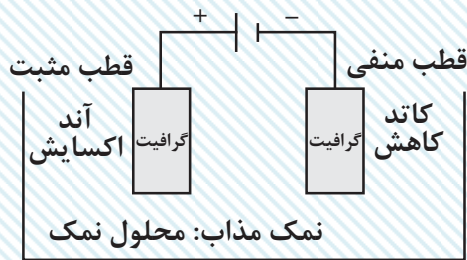 + −
قطب منفی
قطب مثبت
کاتد
کاهش
گرافیت
گرافیت
آند
اکسایش
نمک مذاب: محلول نمک